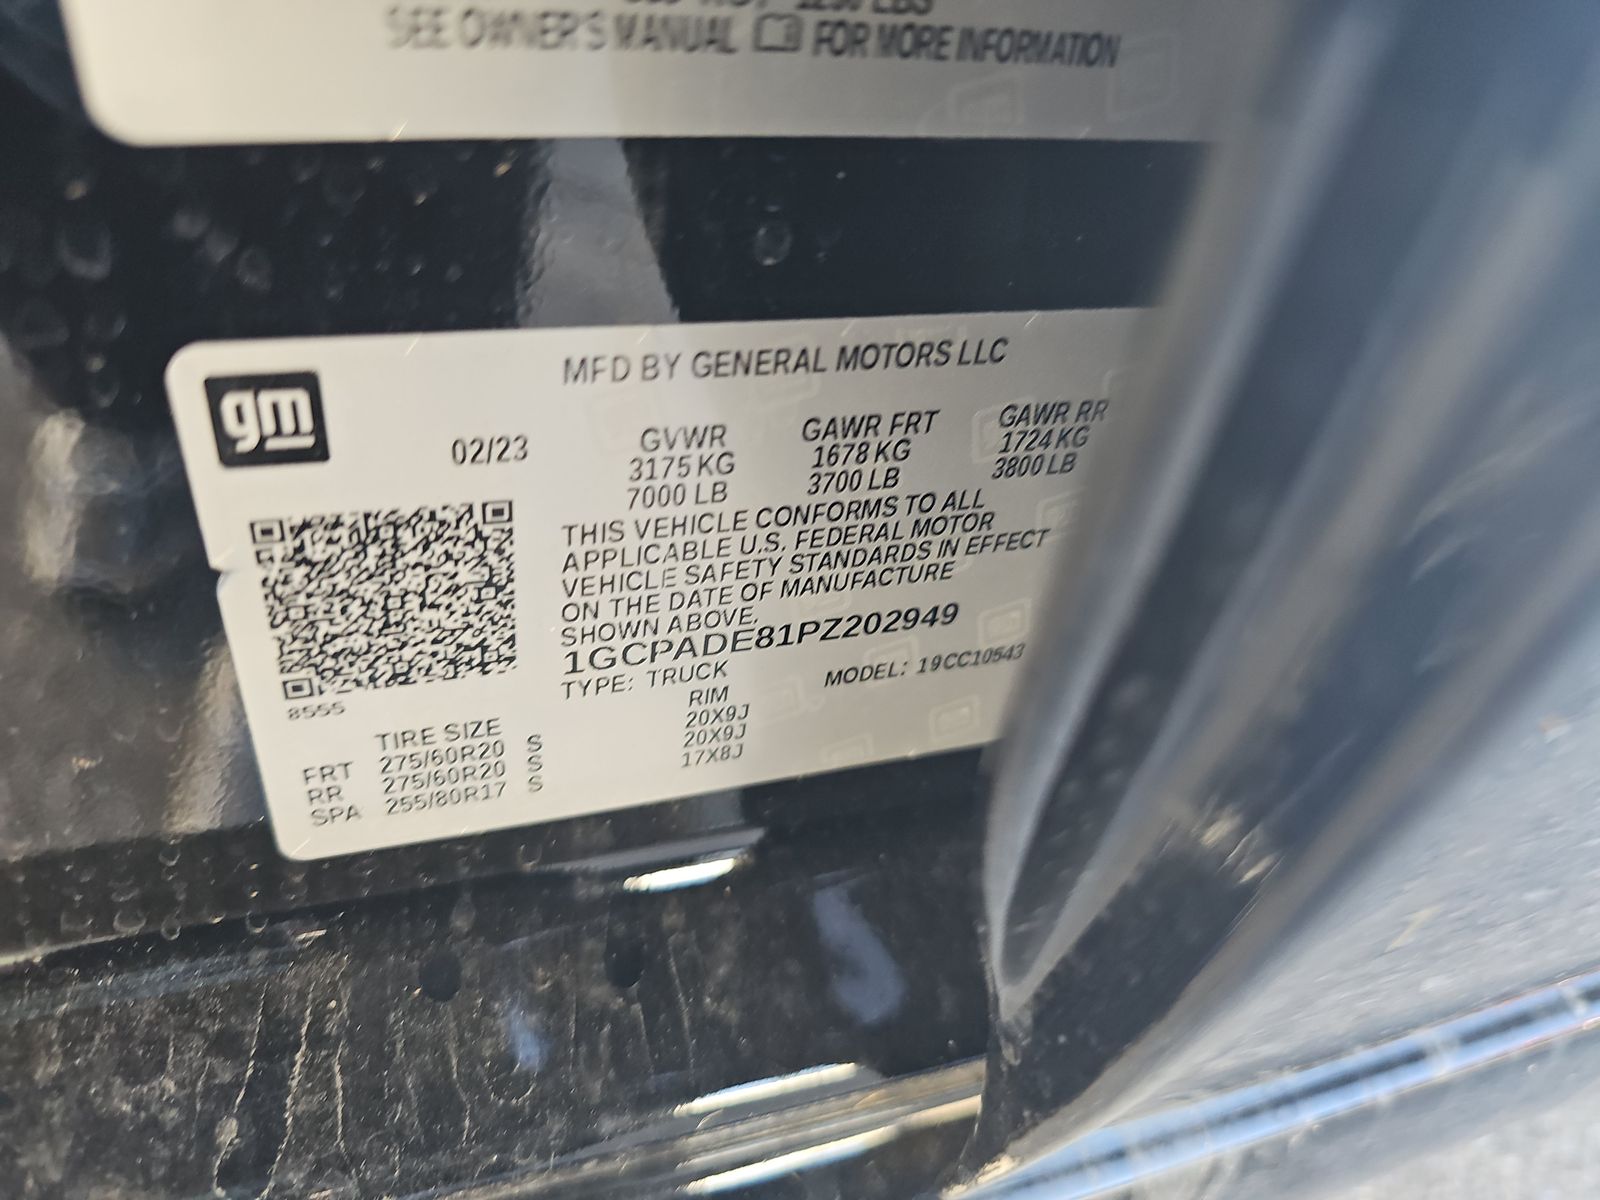 1250 LBS
SEE OWNER'S MANUAL FOR MORE INFORMATION
gm
MFD BY GENERAL MOTORS LLC
02/23
GVWR GAWR FRT GAWR RR
3175 KG 1678 KG 1724 KG
7000 LB 3700 LB 3800 LB
THIS VEHICLE CONFORMS TO ALL
APPLICABLE U.S. FEDERAL MOTOR
VEHICLE SAFETY STANDARDS IN EFFECT
ON THE DATE OF MANUFACTURE
SHOWN ABOVE.
1GCPADE81PZ202949
TYPE: TRUCK MODEL: 19CC10543
8555
TIRE SIZE RIM
FRT 275/60R20 S 20X9J
RR 275/60R20 S 20X9J
SPA 255/80R17 S 17X8J